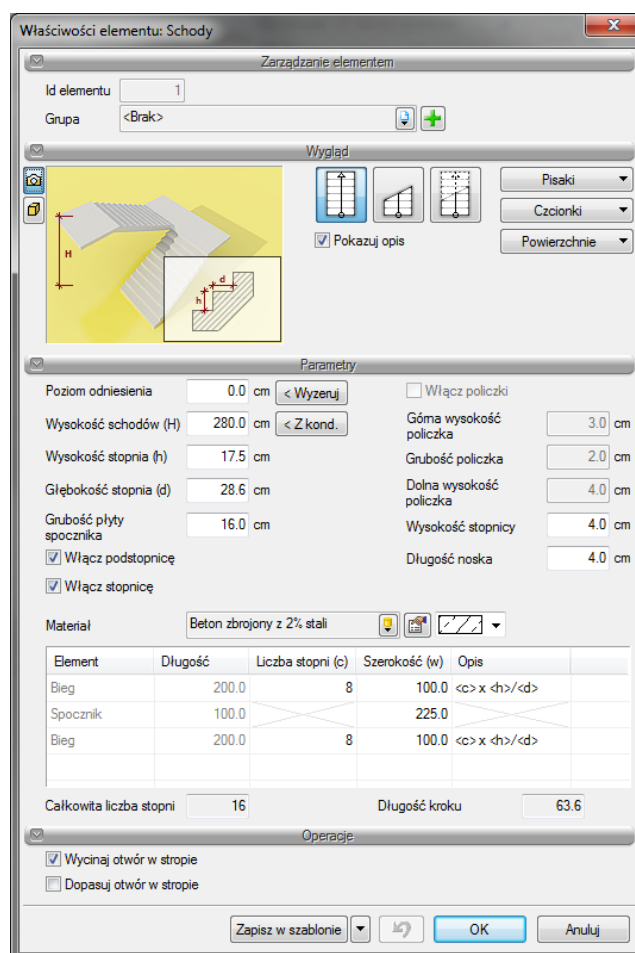 Właściwości elementu: Schody
Zarządzanie elementem
Id elementu 1
Grupa <Brak>
Wygląd
H
d
h
Pisaki
Czcionki
Pokazuj opis
Powierzchnie
Parametry
Poziom odniesienia 0.0 cm < Wyzeruj
Włącz policzki
Wysokość schodów (H) 280.0 cm < Z kond.
Górna wysokość policzka 3.0 cm
Wysokość stopnia (h) 17.5 cm
Grubość policzka 2.0 cm
Głębokość stopnia (d) 28.6 cm
Dolna wysokość policzka 4.0 cm
Grubość płyty spocznika 16.0 cm
Wysokość stopnicy 4.0 cm
Włącz podstopnicę
Długość noska 4.0 cm
Włącz stopnicę
Materiał Beton zbrojony z 2% stali
Element Długość Liczba stopni (c) Szerokość (w) Opis
Bieg 200.0 8 100.0 <c> x <h>/<d>
Spocznik 100.0 225.0
Bieg 200.0 8 100.0 <c> x <h>/<d>
Całkowita liczba stopni 16 Długość kroku 63.6
Operacje
Wycinaj otwór w stropie
Dopasuj otwór w stropie
Zapisz w szablonie OK Anuluj